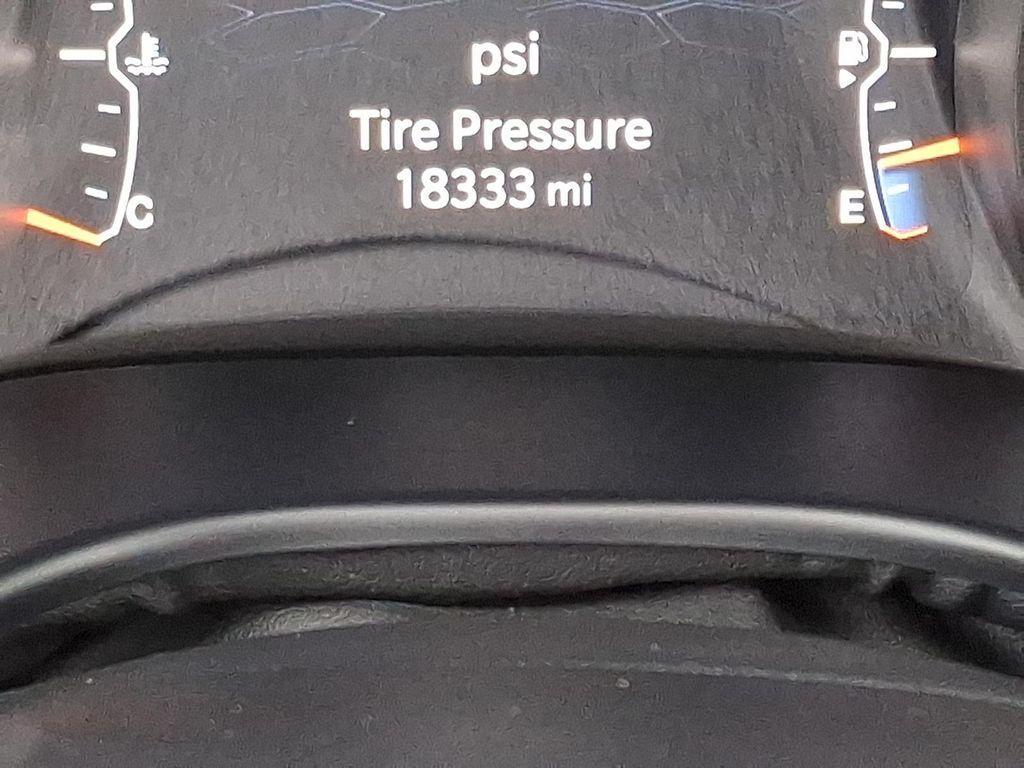 psi
Tire Pressure
18333 mi
C
E